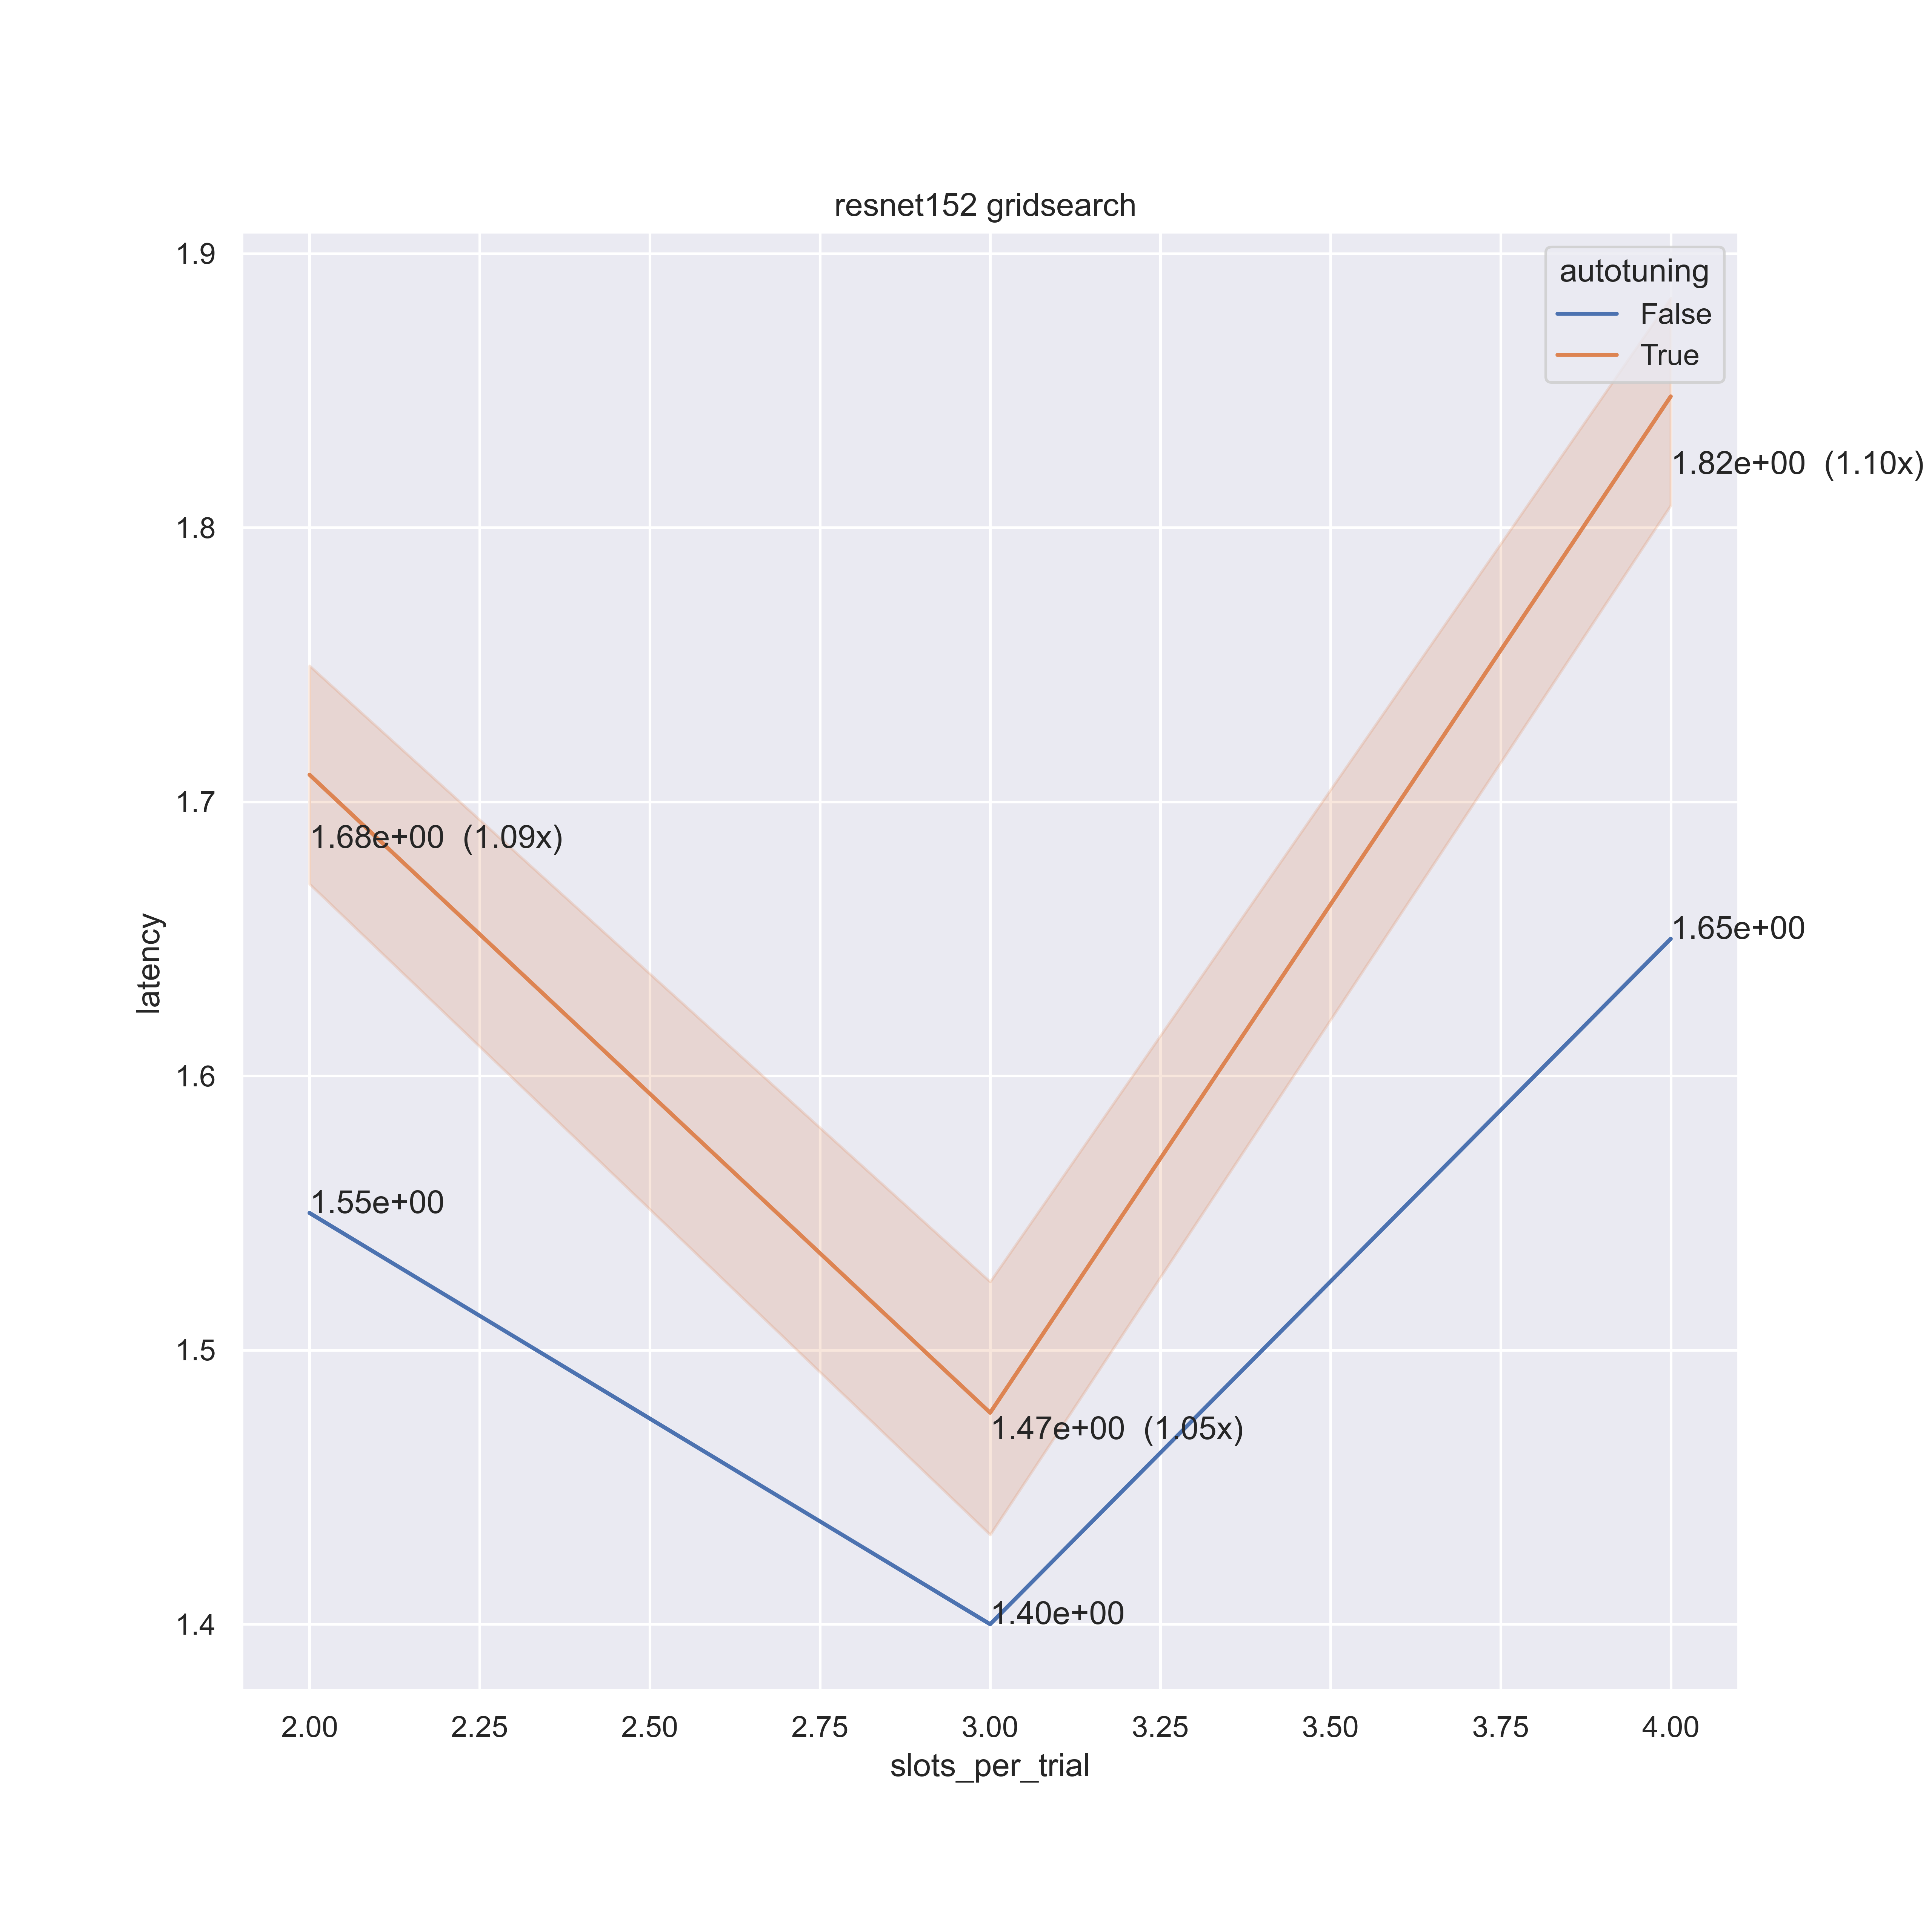 resnet152 gridsearch
1.9
1.8
1.7
1.6
1.5
1.4
latency
autotuning
False
True
1.82e+00  (1.10x)
1.68e+00  (1.09x)
1.65e+00
1.55e+00
1.47e+00  (1.05x)
1.40e+00
2.00 2.25 2.50 2.75 3.00 3.25 3.50 3.75 4.00
slots_per_trial